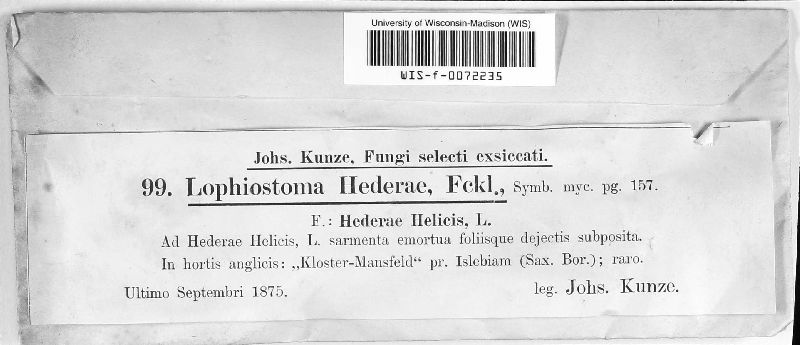 University of Wisconsin-Madison (WIS)
WIS-f-0072235
Johs. Kunze. Fungi selecti exsiccati.
99. Lophiostoma Hederae, Fckl., Symb. myc. pg. 157.
F.: Hederae Helicis, L.
Ad Hederae Helicis, L. sarmenta emortua foliisque dejectis subposita.
In hortis anglicis: „Kloster-Mansfeld“ pr. Islebiam (Sax. Bor.); raro.
Ultimo Septembri 1875. leg. Johs. Kunze.